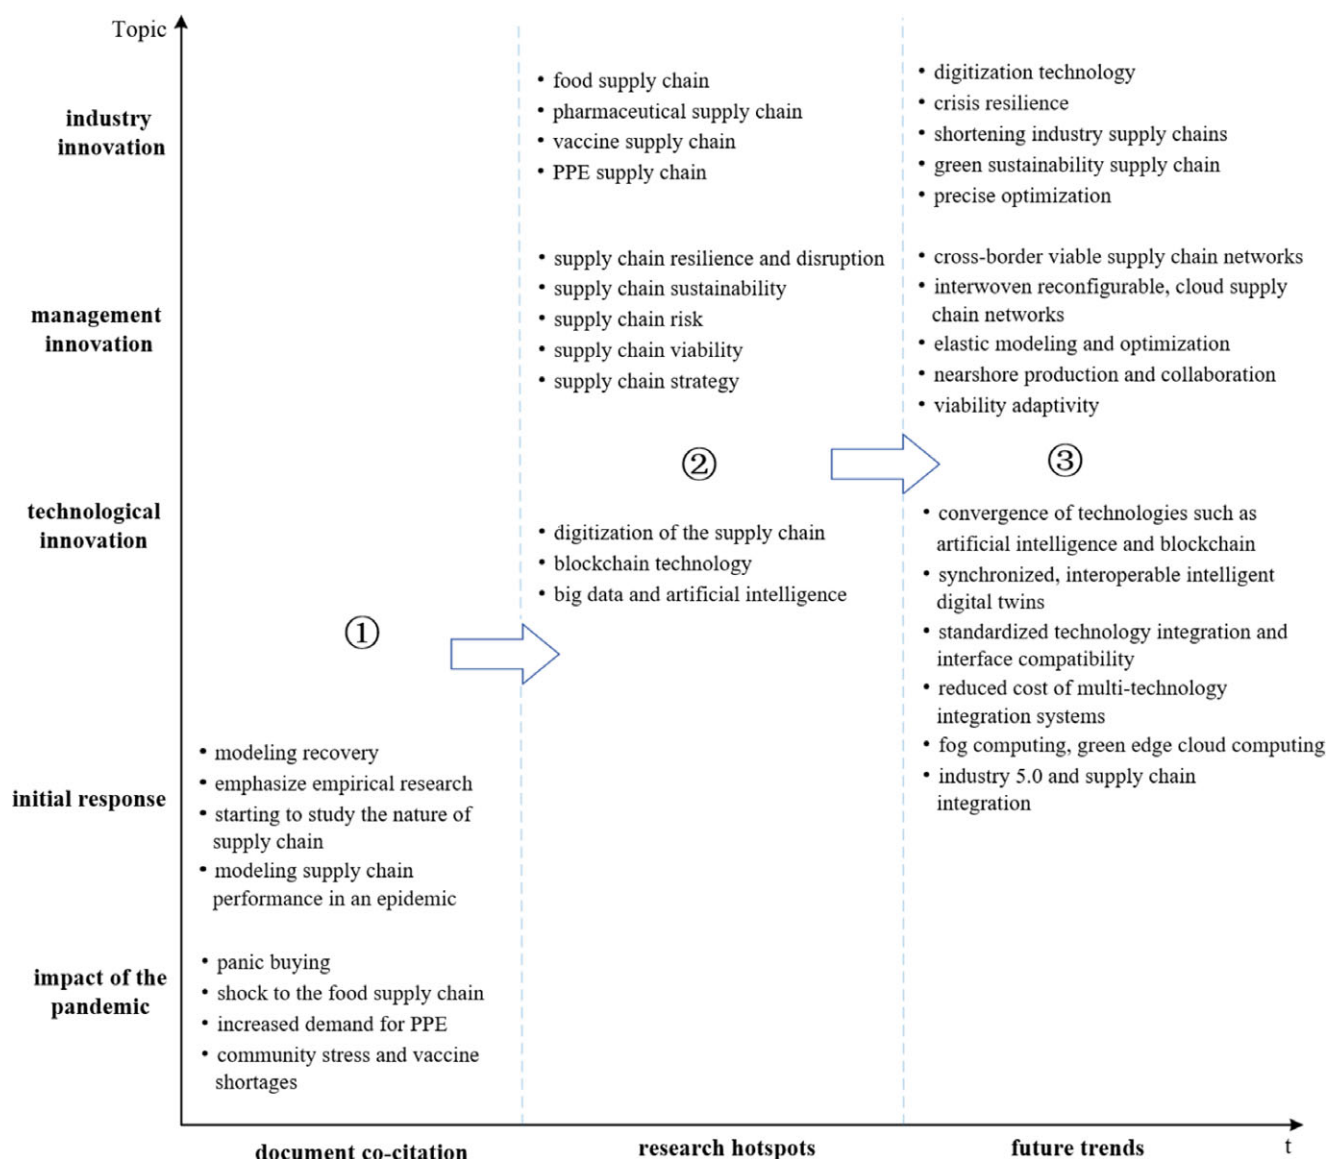 Topic
industry
innovation
• food supply chain
• pharmaceutical supply chain
• vaccine supply chain
• PPE supply chain
• digitization technology
• crisis resilience
• shortening industry supply chains
• green sustainability supply chain
• precise optimization
management
innovation
• supply chain resilience and disruption
• supply chain sustainability
• supply chain risk
• supply chain viability
• supply chain strategy
• cross-border viable supply chain networks
• interwoven reconfigurable, cloud supply
chain networks
• elastic modeling and optimization
• nearshore production and collaboration
• viability adaptivity
②
③
technological
innovation
• digitization of the supply chain
• blockchain technology
• big data and artificial intelligence
• convergence of technologies such as
artificial intelligence and blockchain
• synchronized, interoperable intelligent
digital twins
• standardized technology integration and
interface compatibility
• reduced cost of multi-technology
integration systems
• fog computing, green edge cloud computing
• industry 5.0 and supply chain
integration
①
initial response
• modeling recovery
• emphasize empirical research
• starting to study the nature of
supply chain
• modeling supply chain
performance in an epidemic
impact of the
pandemic
• panic buying
• shock to the food supply chain
• increased demand for PPE
• community stress and vaccine
shortages
document co-citation
research hotspots
future trends
t